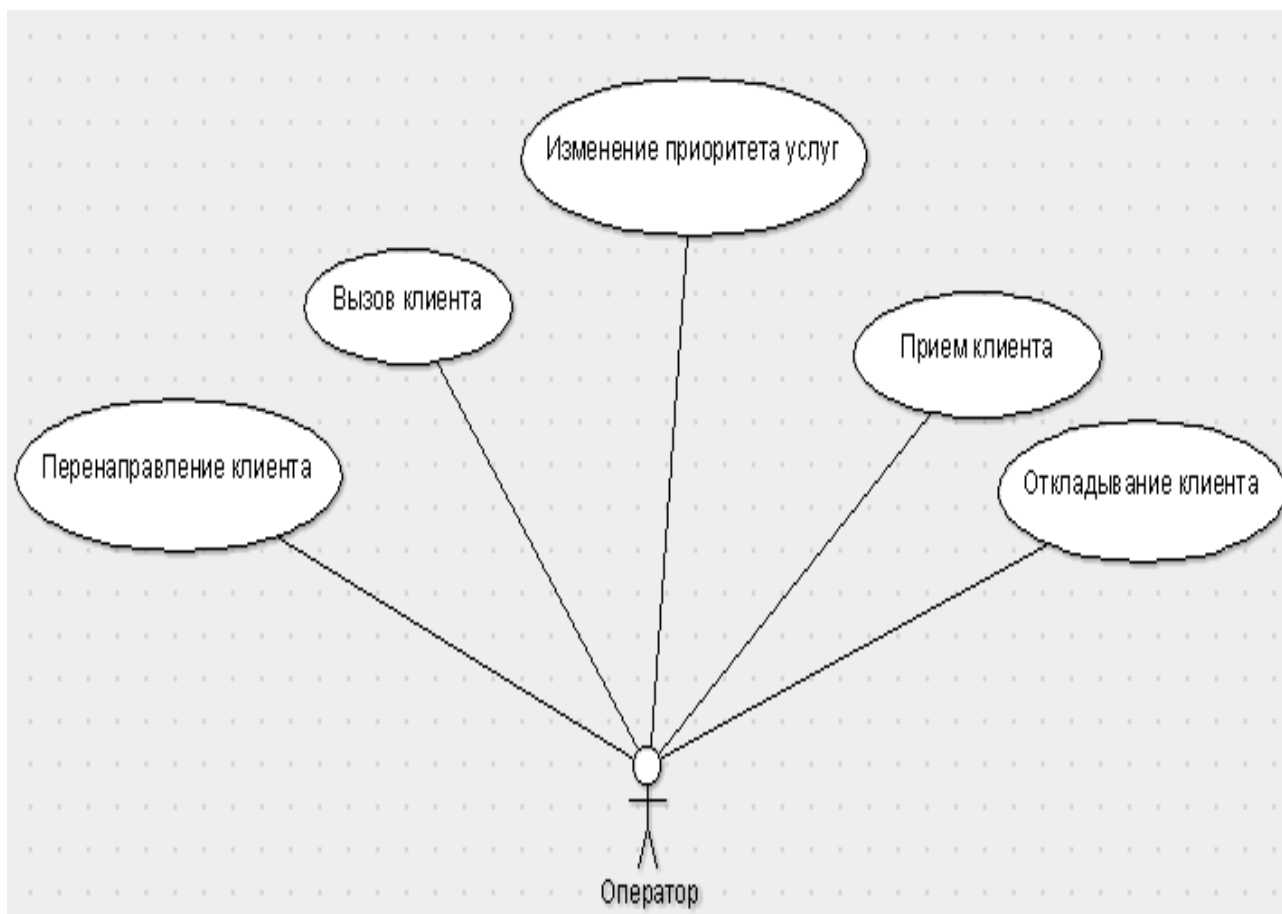 Изменение приоритета услуг
Вызов клиента
Прием клиента
Перенаправление клиента
Откладывание клиента
Оператор